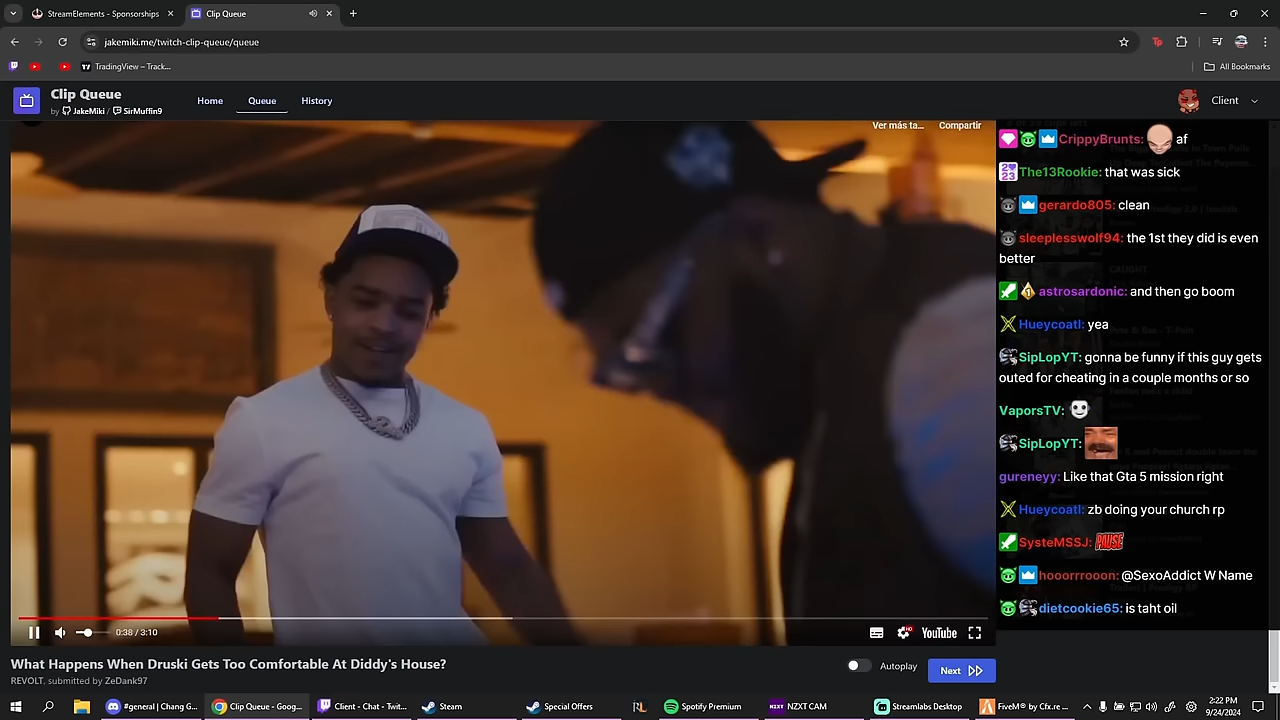 StreamElements - Sponsorships
Clip Queue
jakemiki.me/twitch-clip-queue/queue
TradingView – Track...
All Bookmarks
Clip Queue
by JakeMiki / SirMuffin9
Home
Queue
History
Client
Ver más ta...
Compartir
CrippyBrunts: af
The13Rookie: that was sick
gerardo805: clean
sleeplesswolf94: the 1st they did is even
better
astrosardonic: and then go boom
Hueycoatl: yea
SipLopYT: gonna be funny if this guy gets
outed for cheating in a couple months or so
VaporsTV:
SipLopYT:
gureneyy: Like that Gta 5 mission right
Hueycoatl: zb doing your church rp
SysteMSSJ: PAUSE
hooorrrooon: @SexoAddict W Name
dietcookie65: is taht oil
0:38 / 3:10
HD
YouTube
What Happens When Druski Gets Too Comfortable At Diddy's House?
REVOLT, submitted by ZeDank97
Autoplay
Next
#general | Chang G...
Clip Queue - Goog...
Client - Chat - Twit...
Steam
Special Offers
RL
Spotify Premium
NZXT
NZXT CAM
Streamlabs Desktop
FiveM® by Cfx.re ...
2:22 PM
9/24/2024